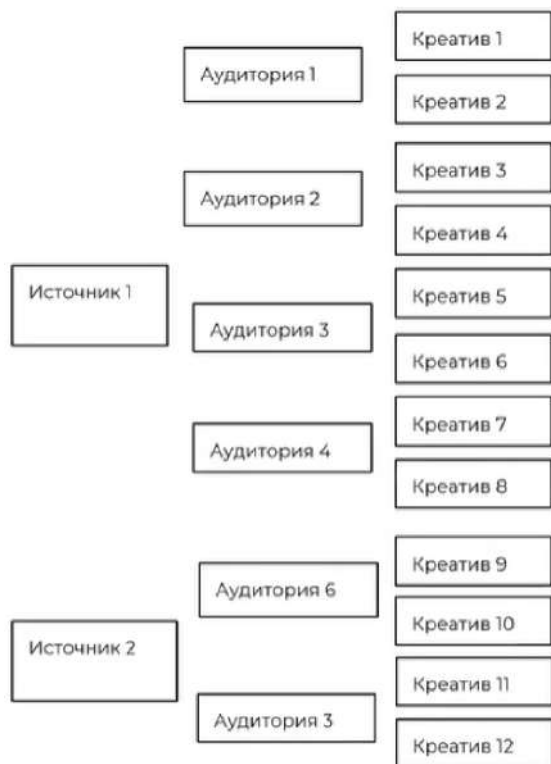 Креатив 1
Аудитория 1
Креатив 2
Креатив 3
Аудитория 2
Креатив 4
Источник 1
Креатив 5
Аудитория 3
Креатив 6
Креатив 7
Аудитория 4
Креатив 8
Креатив 9
Аудитория 6
Креатив 10
Источник 2
Креатив 11
Аудитория 3
Креатив 12